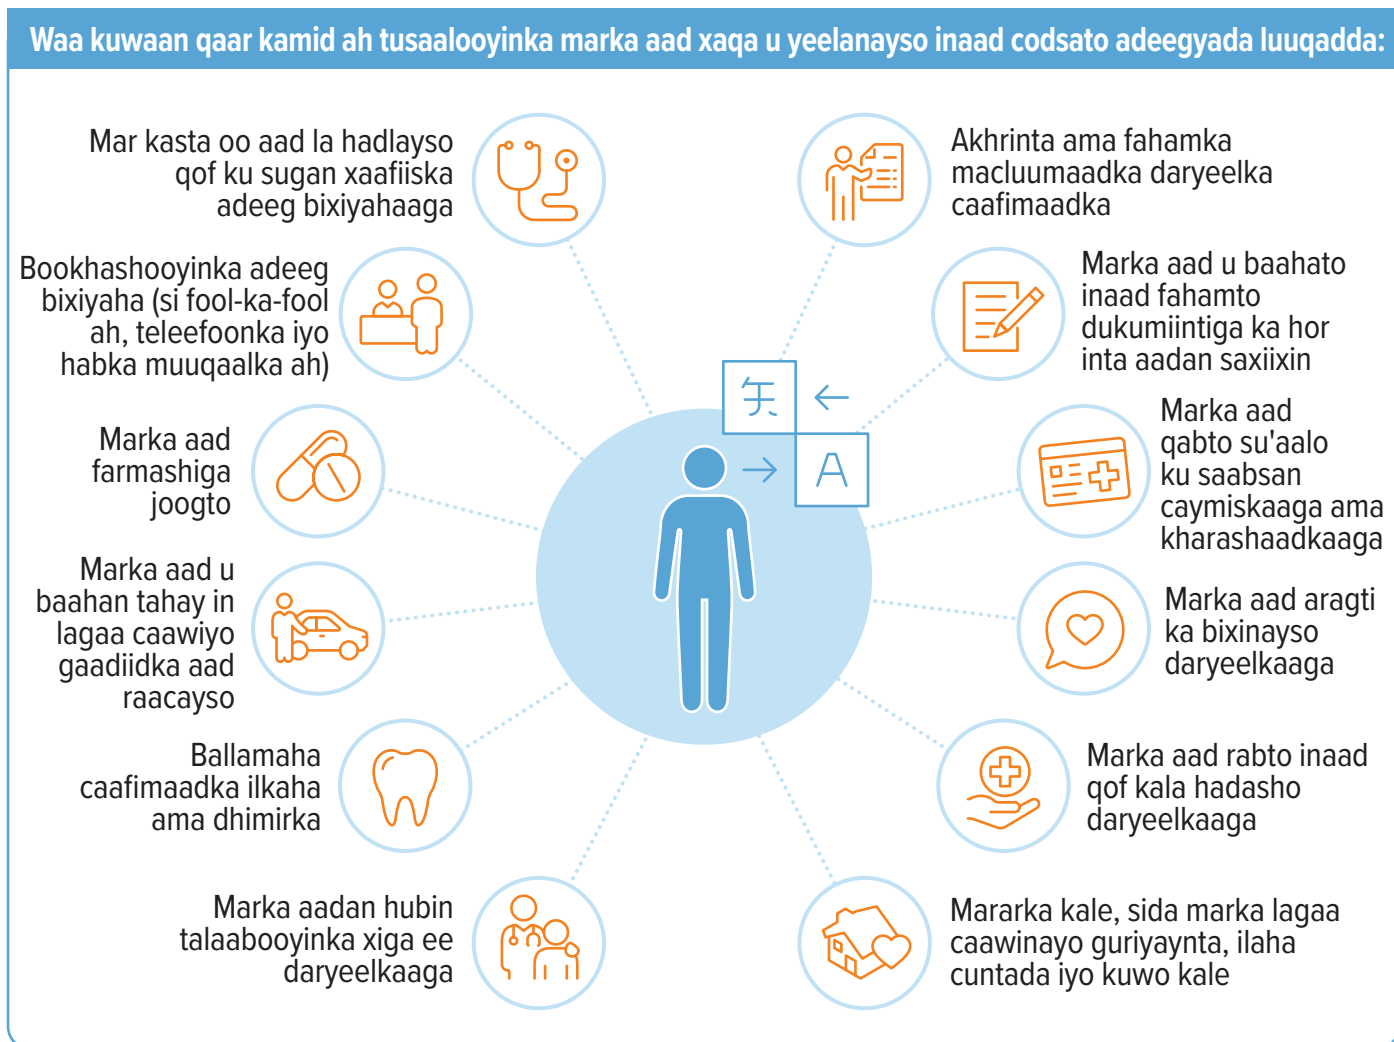 Waa kuwaan qaar kamid ah tusaalooyinka marka aad xaqa u yeelanayso inaad codsato adeegyada luuqadda:
Mar kasta oo aad la hadlayso
qof ku sugan xaafiiska
adeeg bixiyahaaga
Bookhashooyinka adeeg
bixiyaha (si fool-ka-fool
ah, teleefoonka iyo
habka muuqaalka ah)
Marka aad
farmashiga
joogto
Marka aad u
baahan tahay in
lagaa caawiyo
gaadiidka aad
raacayso
Ballamaha
caafimaadka ilkaha
ama dhimirka
Marka aadan hubin
talaabooyinka xiga ee
daryeelkaaga
Akhrinta ama fahamka
macluumaadka daryeelka
caafimaadka
Marka aad u baahato
inaad fahamto
dukumiintiga ka hor
inta aadan saxiixin
Marka aad
qabto su'aalo
ku saabsan
caymiskaaga ama
kharashaadkaaga
Marka aad aragti
ka bixinayso
daryeelkaaga
Marka aad rabto inaad
qof kala hadasho
daryeelkaaga
Mararka kale, sida marka lagaa
caawinayo guriyaynta, ilaha
cuntada iyo kuwo kale
A